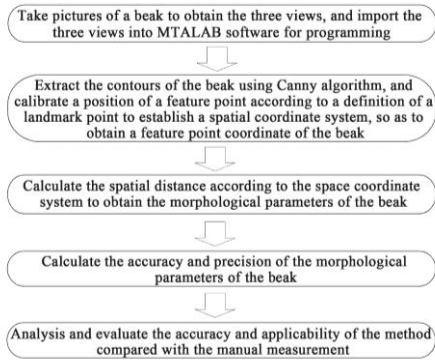 Take pictures of a beak to obtain the three views, and import the
three views into MTALAB software for programming
Extract the contours of the beak using Canny algorithm, and
calibrate a position of a feature point according to a definition of a
landmark point to establish a spatial coordinate system, so as to
obtain a feature point coordinate of the beak
Calculate the spatial distance according to the space coordinate
system to obtain the morphological parameters of the beak
Calculate the accuracy and precision of the morphological
parameters of the beak
Analysis and evaluate the accuracy and applicability of the method
compared with the manual measurement